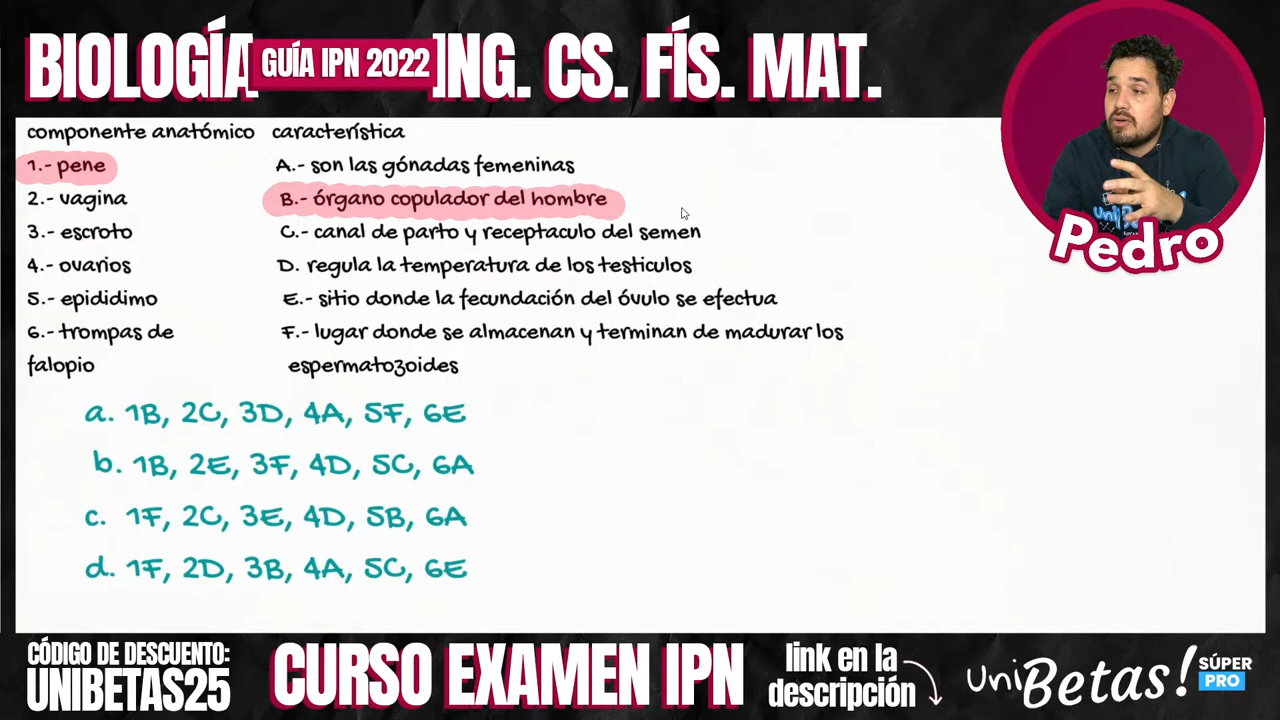 BIOLOGÍA[GUÍA IPN 2022]ING. CS. FÍS. MAT.
componente anatómico característica
1.- pene A.- son las gónadas femeninas
2.- vagina B.- órgano copulador del hombre
3.- escroto C.- canal de parto y receptaculo del semen
4.- ovarios D. regula la temperatura de los testiculos
5.- epididimo E.- sitio donde la fecundación del óvulo se efectua
6.- trompas de F.- lugar donde se almacenan y terminan de madurar los
falopio espermatozoides
a. 1B, 2C, 3D, 4A, 5F, 6E
b. 1B, 2E, 3F, 4D, 5C, 6A
c. 1F, 2C, 3E, 4D, 5B, 6A
d. 1F, 2D, 3B, 4A, 5C, 6E
Pedro
CÓDIGO DE DESCUENTO:
UNIBETAS25
CURSO EXAMEN IPN
link en la
descripción
uniBetas!
SÚPER
PRO